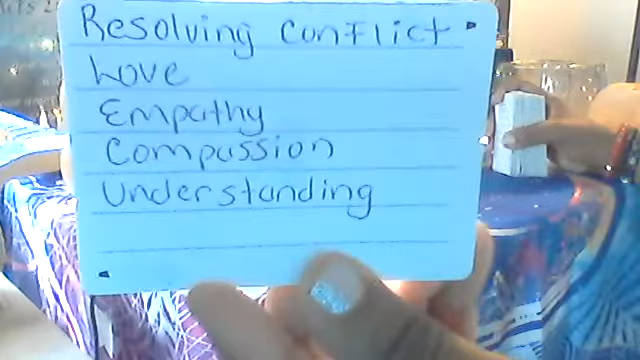 Resolving Conflict
Love
Empathy
Compassion
Understanding